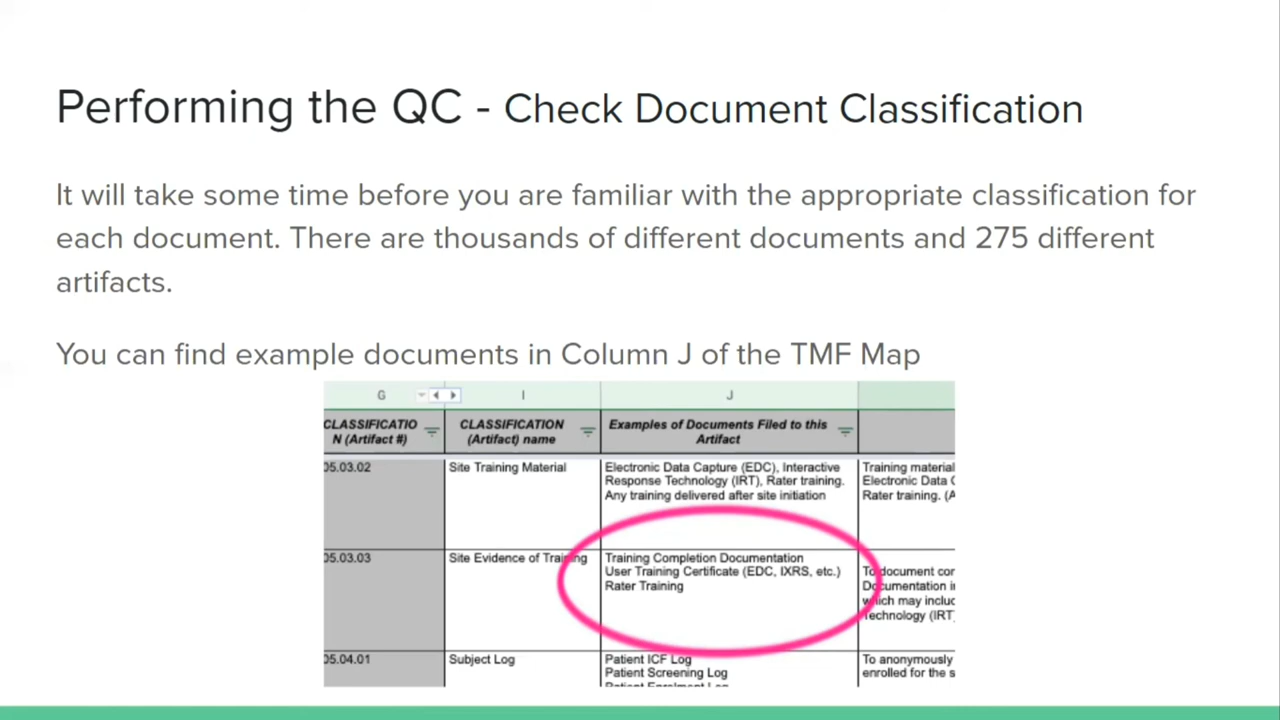 Performing the QC - Check Document Classification
It will take some time before you are familiar with the appropriate classification for
each document. There are thousands of different documents and 275 different
artifacts.
You can find example documents in Column J of the TMF Map
G I J
CLASSIFICATIO CLASSIFICATION Examples of Documents Filed to this
N (Artifact #) (Artifact) name Artifact
05.03.02 Site Training Material Electronic Data Capture (EDC), Interactive Training material
Response Technology (IRT), Rater training. Electronic Data
Any training delivered after site initiation Rater training. (A
05.03.03 Site Evidence of Training Training Completion Documentation
User Training Certificate (EDC, IXRS, etc.) To document con
Rater Training Documentation
which may includ
Technology (IRT
05.04.01 Subject Log Patient ICF Log To anonymously
Patient Screening Log enrolled for the s